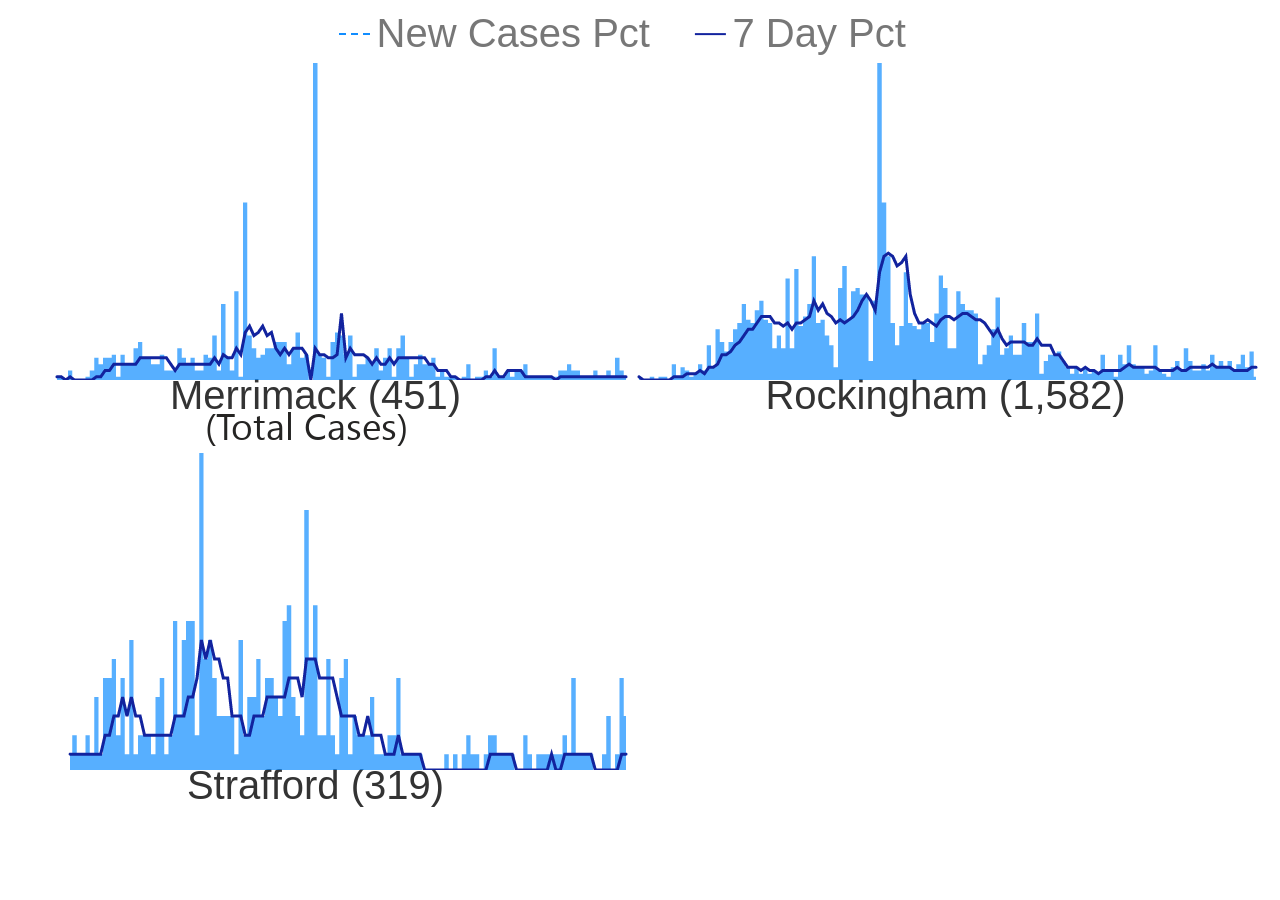 New Cases Pct 7 Day Pct
Merrimack (451) Rockingham (1,582)
(Total Cases)
Strafford (319)